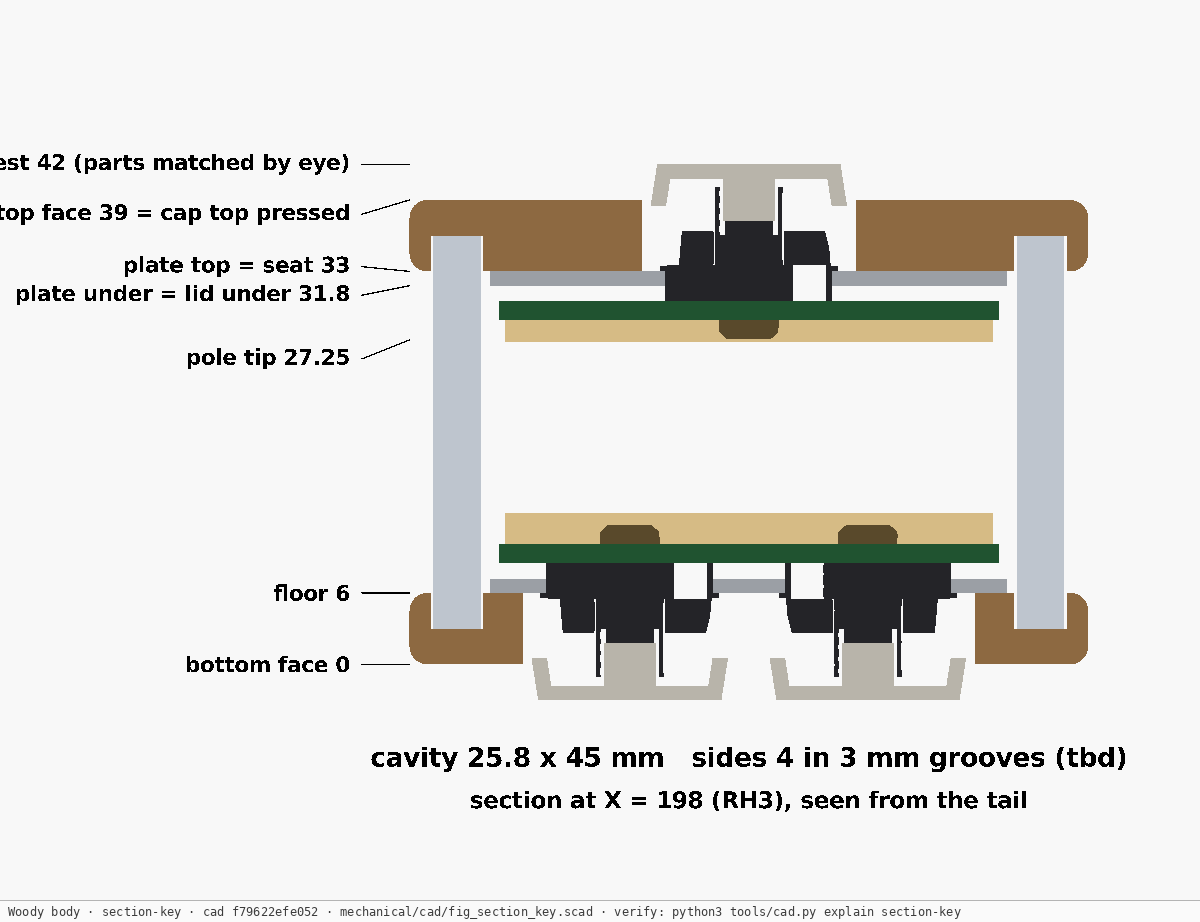 est 42 (parts matched by eye)
top face 39 = cap top pressed
plate top = seat 33
plate under = lid under 31.8
pole tip 27.25
floor 6
bottom face 0
cavity 25.8 x 45 mm   sides 4 in 3 mm grooves (tbd)
section at X = 198 (RH3), seen from the tail
Woody body · section-key · cad f79622efe052 · mechanical/cad/fig_section_key.scad · verify: python3 tools/cad.py explain section-key